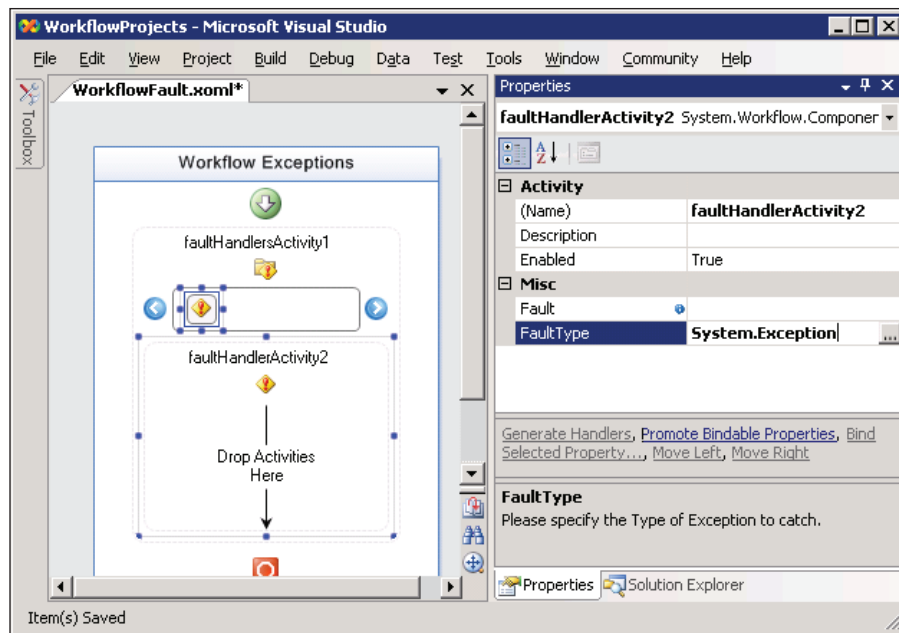 WorkflowProjects - Microsoft Visual Studio
File Edit View Project Build Debug Data Test Tools Window Community Help
Toolbox
WorkflowFault.xoml*
Workflow Exceptions
faultHandlersActivity1
faultHandlerActivity2
Drop Activities
Here
Properties
faultHandlerActivity2 System.Workflow.Componer
A
Z
Activity
(Name) faultHandlerActivity2
Description
Enabled True
Misc
Fault
FaultType System.Exception ...
Generate Handlers, Promote Bindable Properties, Bind
Selected Property..., Move Left, Move Right
FaultType
Please specify the Type of Exception to catch.
Properties Solution Explorer
Item(s) Saved